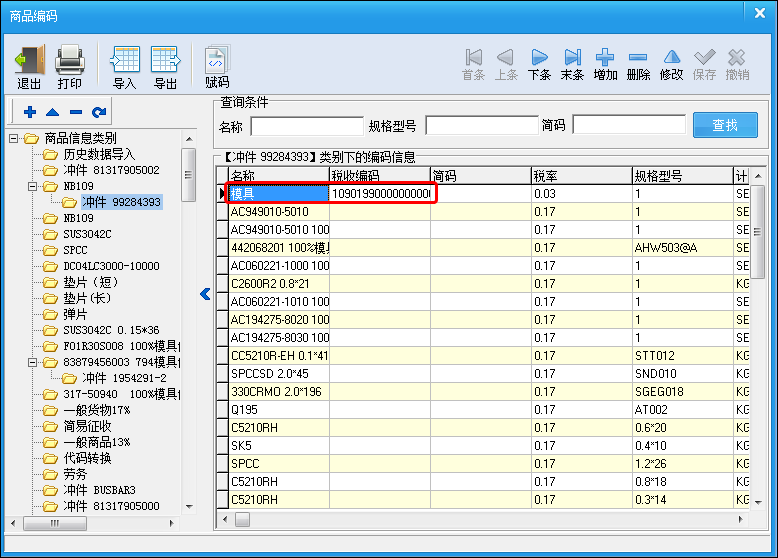 商品编码
退出 打印 导入 导出 赋码 首条 上条 下条 末条 增加 删除 修改 保存 撤销
查询条件
名称 规格型号 简码 查找
商品信息类别
历史数据导入
冲件 81317905002
NB109
冲件 99284393
NB109
SUS3042C
SPCC
DC04LC3000-10000
垫片（短）
垫片(长)
弹片
SUS3042C 0.15*36
F01R30S008 100%模具
83879456003 794模具
冲件 1954291-2
317-50940 100%模具
一般货物17%
简易征收
一般商品13%
代码转换
劳务
冲件 BUSBAR3
冲件 81317905000
【冲件 99284393】类别下的编码信息
名称 税收编码 简码 税率 规格型号 计
模具 1090199000000000 0.03 1 SE
AC949010-5010 0.17 1 SE
AC949010-5010 100 0.17 1 SE
442068201 100%模具 0.17 AHW503@A SE
AC060221-1000 100 0.17 1 SE
C2600R2 0.8*21 0.17 1 KG
AC060221-1010 100 0.17 1 SE
AC194275-8020 100 0.17 1 SE
AC194275-8030 100 0.17 1 SE
CC5210R-EH 0.1*41 0.17 STT012 KG
SPCCSD 2.0*45 0.17 SND010 KG
330CRMO 2.0*196 0.17 SGEG018 KG
Q195 0.17 AT002 KG
C5210RH 0.17 0.6*20 KG
SK5 0.17 0.4*10 KG
SPCC 0.17 1.2*26 KG
C5210RH 0.17 0.8*18 KG
C5210RH 0.17 0.3*14 KG